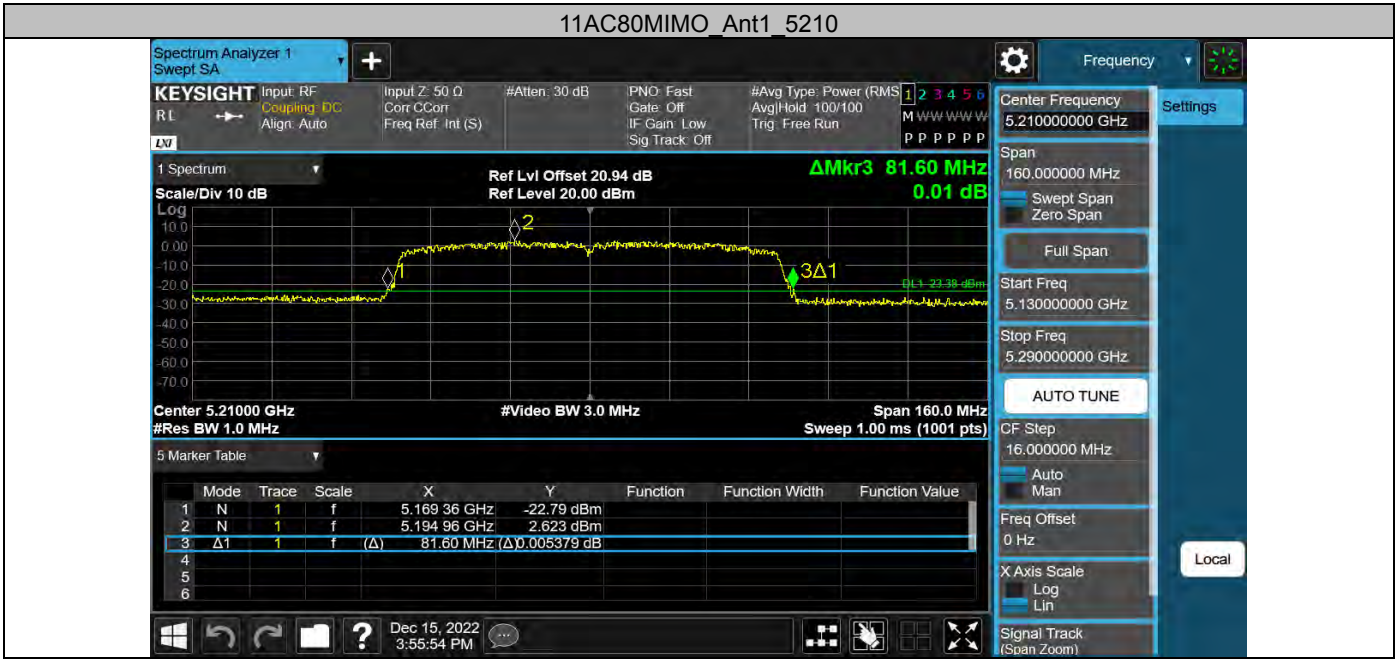 11AC80MIMO_Ant1_5210
Spectrum Analyzer 1
Swept SA
Frequency
KEYSIGHT
RL
LXI
Input: RF
Coupling: DC
Align: Auto
Input Z: 50 Ω
Corr CCorr
Freq Ref: Int (S)
#Atten: 30 dB
PNO: Fast
Gate: Off
IF Gain: Low
Sig Track: Off
#Avg Type: Power (RMS
Avg|Hold: 100/100
Trig: Free Run
1 2 3 4 5 6
M W W W W W
P P P P P P
1 Spectrum
Scale/Div 10 dB
Ref Lvl Offset 20.94 dB
Ref Level 20.00 dBm
ΔMkr3 81.60 MHz
0.01 dB
Log
10.0
0.00
-10.0
-20.0
-30.0
-40.0
-50.0
-60.0
-70.0
1
2
3Δ1
DL1 -23.38 dBm
Center 5.21000 GHz
#Video BW 3.0 MHz
Span 160.0 MHz
#Res BW 1.0 MHz
Sweep 1.00 ms (1001 pts)
5 Marker Table
Mode Trace Scale X Y Function Function Width Function Value
1 N 1 f 5.169 36 GHz -22.79 dBm
2 N 1 f 5.194 96 GHz 2.623 dBm
3 Δ1 1 f (Δ) 81.60 MHz (Δ) 0.005379 dB
4
5
6
Dec 15, 2022
3:55:54 PM
Center Frequency
5.210000000 GHz
Settings
Span
160.000000 MHz
Swept Span
Zero Span
Full Span
Start Freq
5.130000000 GHz
Stop Freq
5.290000000 GHz
AUTO TUNE
CF Step
16.000000 MHz
Auto
Man
Freq Offset
0 Hz
X Axis Scale
Log
Lin
Signal Track
(Span Zoom)
Local